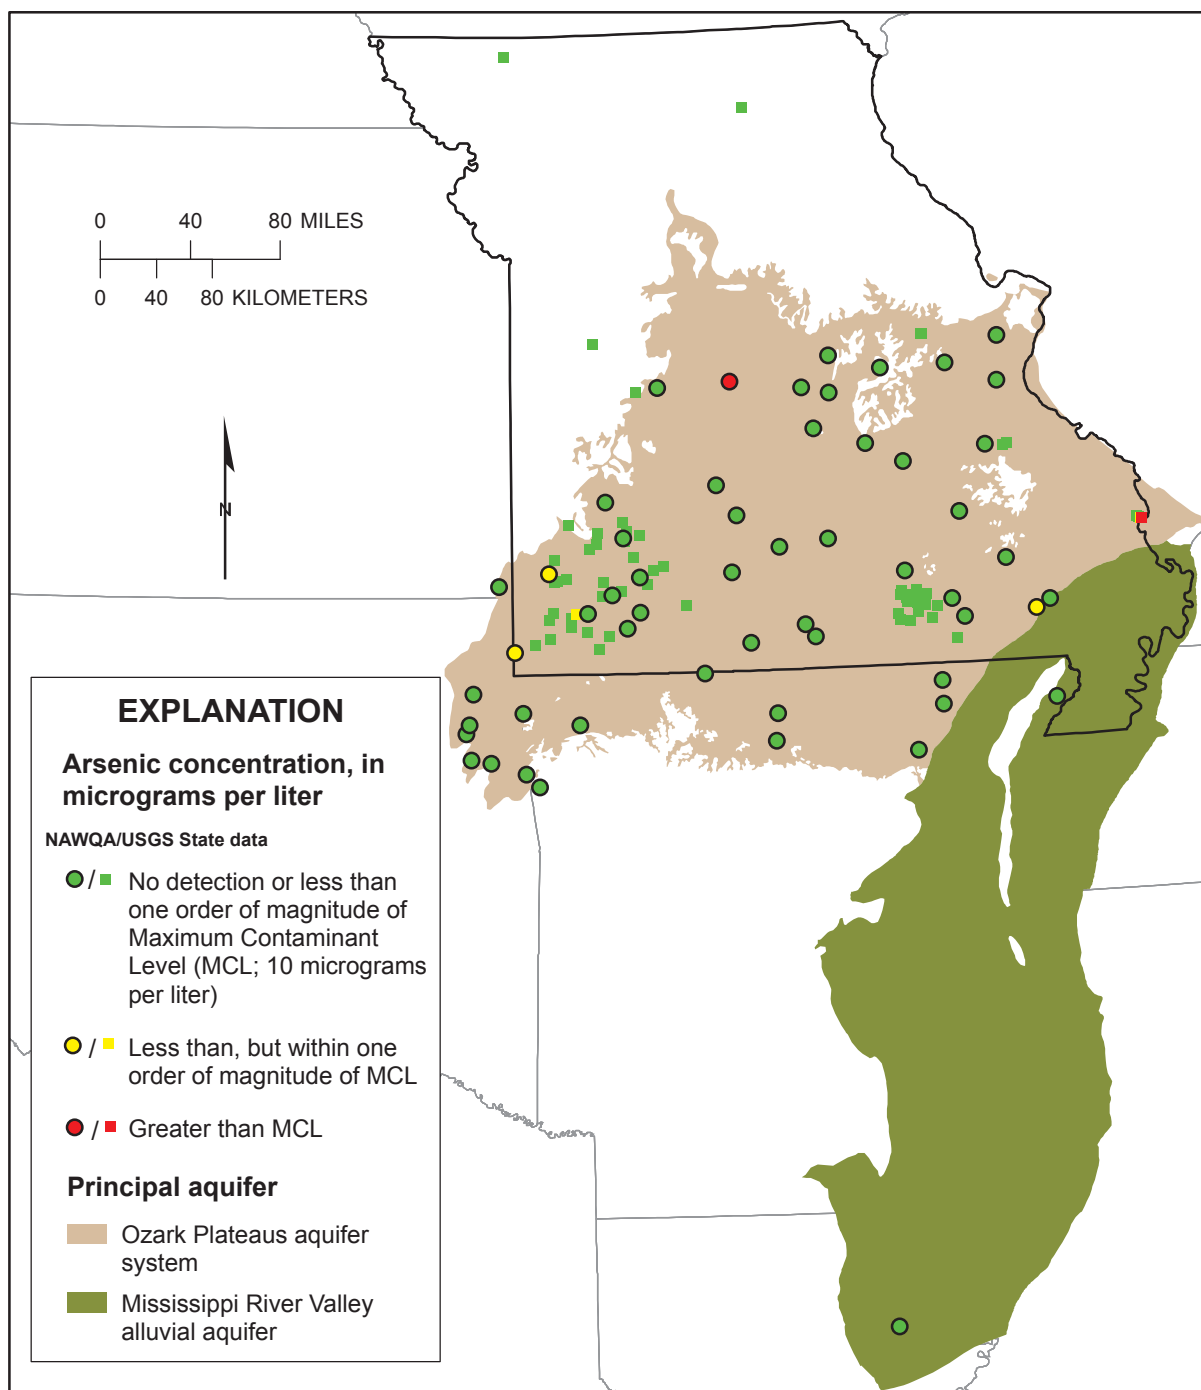 0 40 80 MILES
0 40 80 KILOMETERS
N
EXPLANATION
Arsenic concentration, in
micrograms per liter
NAWQA/USGS State data
/ No detection or less than
one order of magnitude of
Maximum Contaminant
Level (MCL; 10 micrograms
per liter)
/ Less than, but within one
order of magnitude of MCL
/ Greater than MCL
Principal aquifer
Ozark Plateaus aquifer
system
Mississippi River Valley
alluvial aquifer